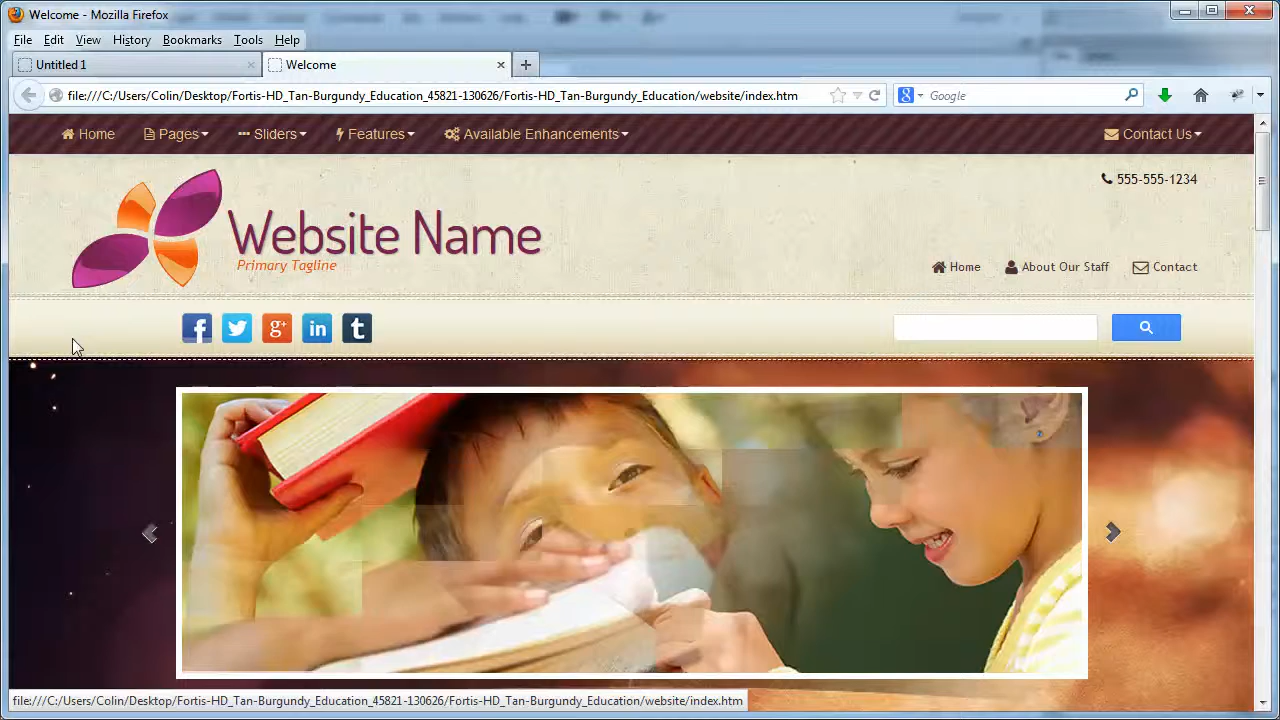 Welcome - Mozilla Firefox
File Edit View History Bookmarks Tools Help
Untitled 1
Welcome
file:///C:/Users/Colin/Desktop/Fortis-HD_Tan-Burgundy_Education_45821-130626/Fortis-HD_Tan-Burgundy_Education/website/index.htm
Google
Home Pages Sliders Features Available Enhancements Contact Us
555-555-1234
Website Name
Primary Tagline
Home About Our Staff Contact
file:///C:/Users/Colin/Desktop/Fortis-HD_Tan-Burgundy_Education_45821-130626/Fortis-HD_Tan-Burgundy_Education/website/index.htm